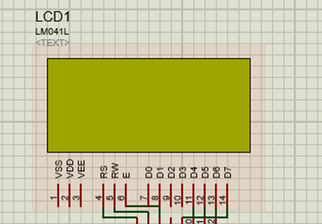 LCD1
LM041L
<TEXT>
VSS VDD VEE RS RW E D0 D1 D2 D3 D4 D5 D6 D7
1 2 3 4 5 6 7 8 9 10 11 12 13 14